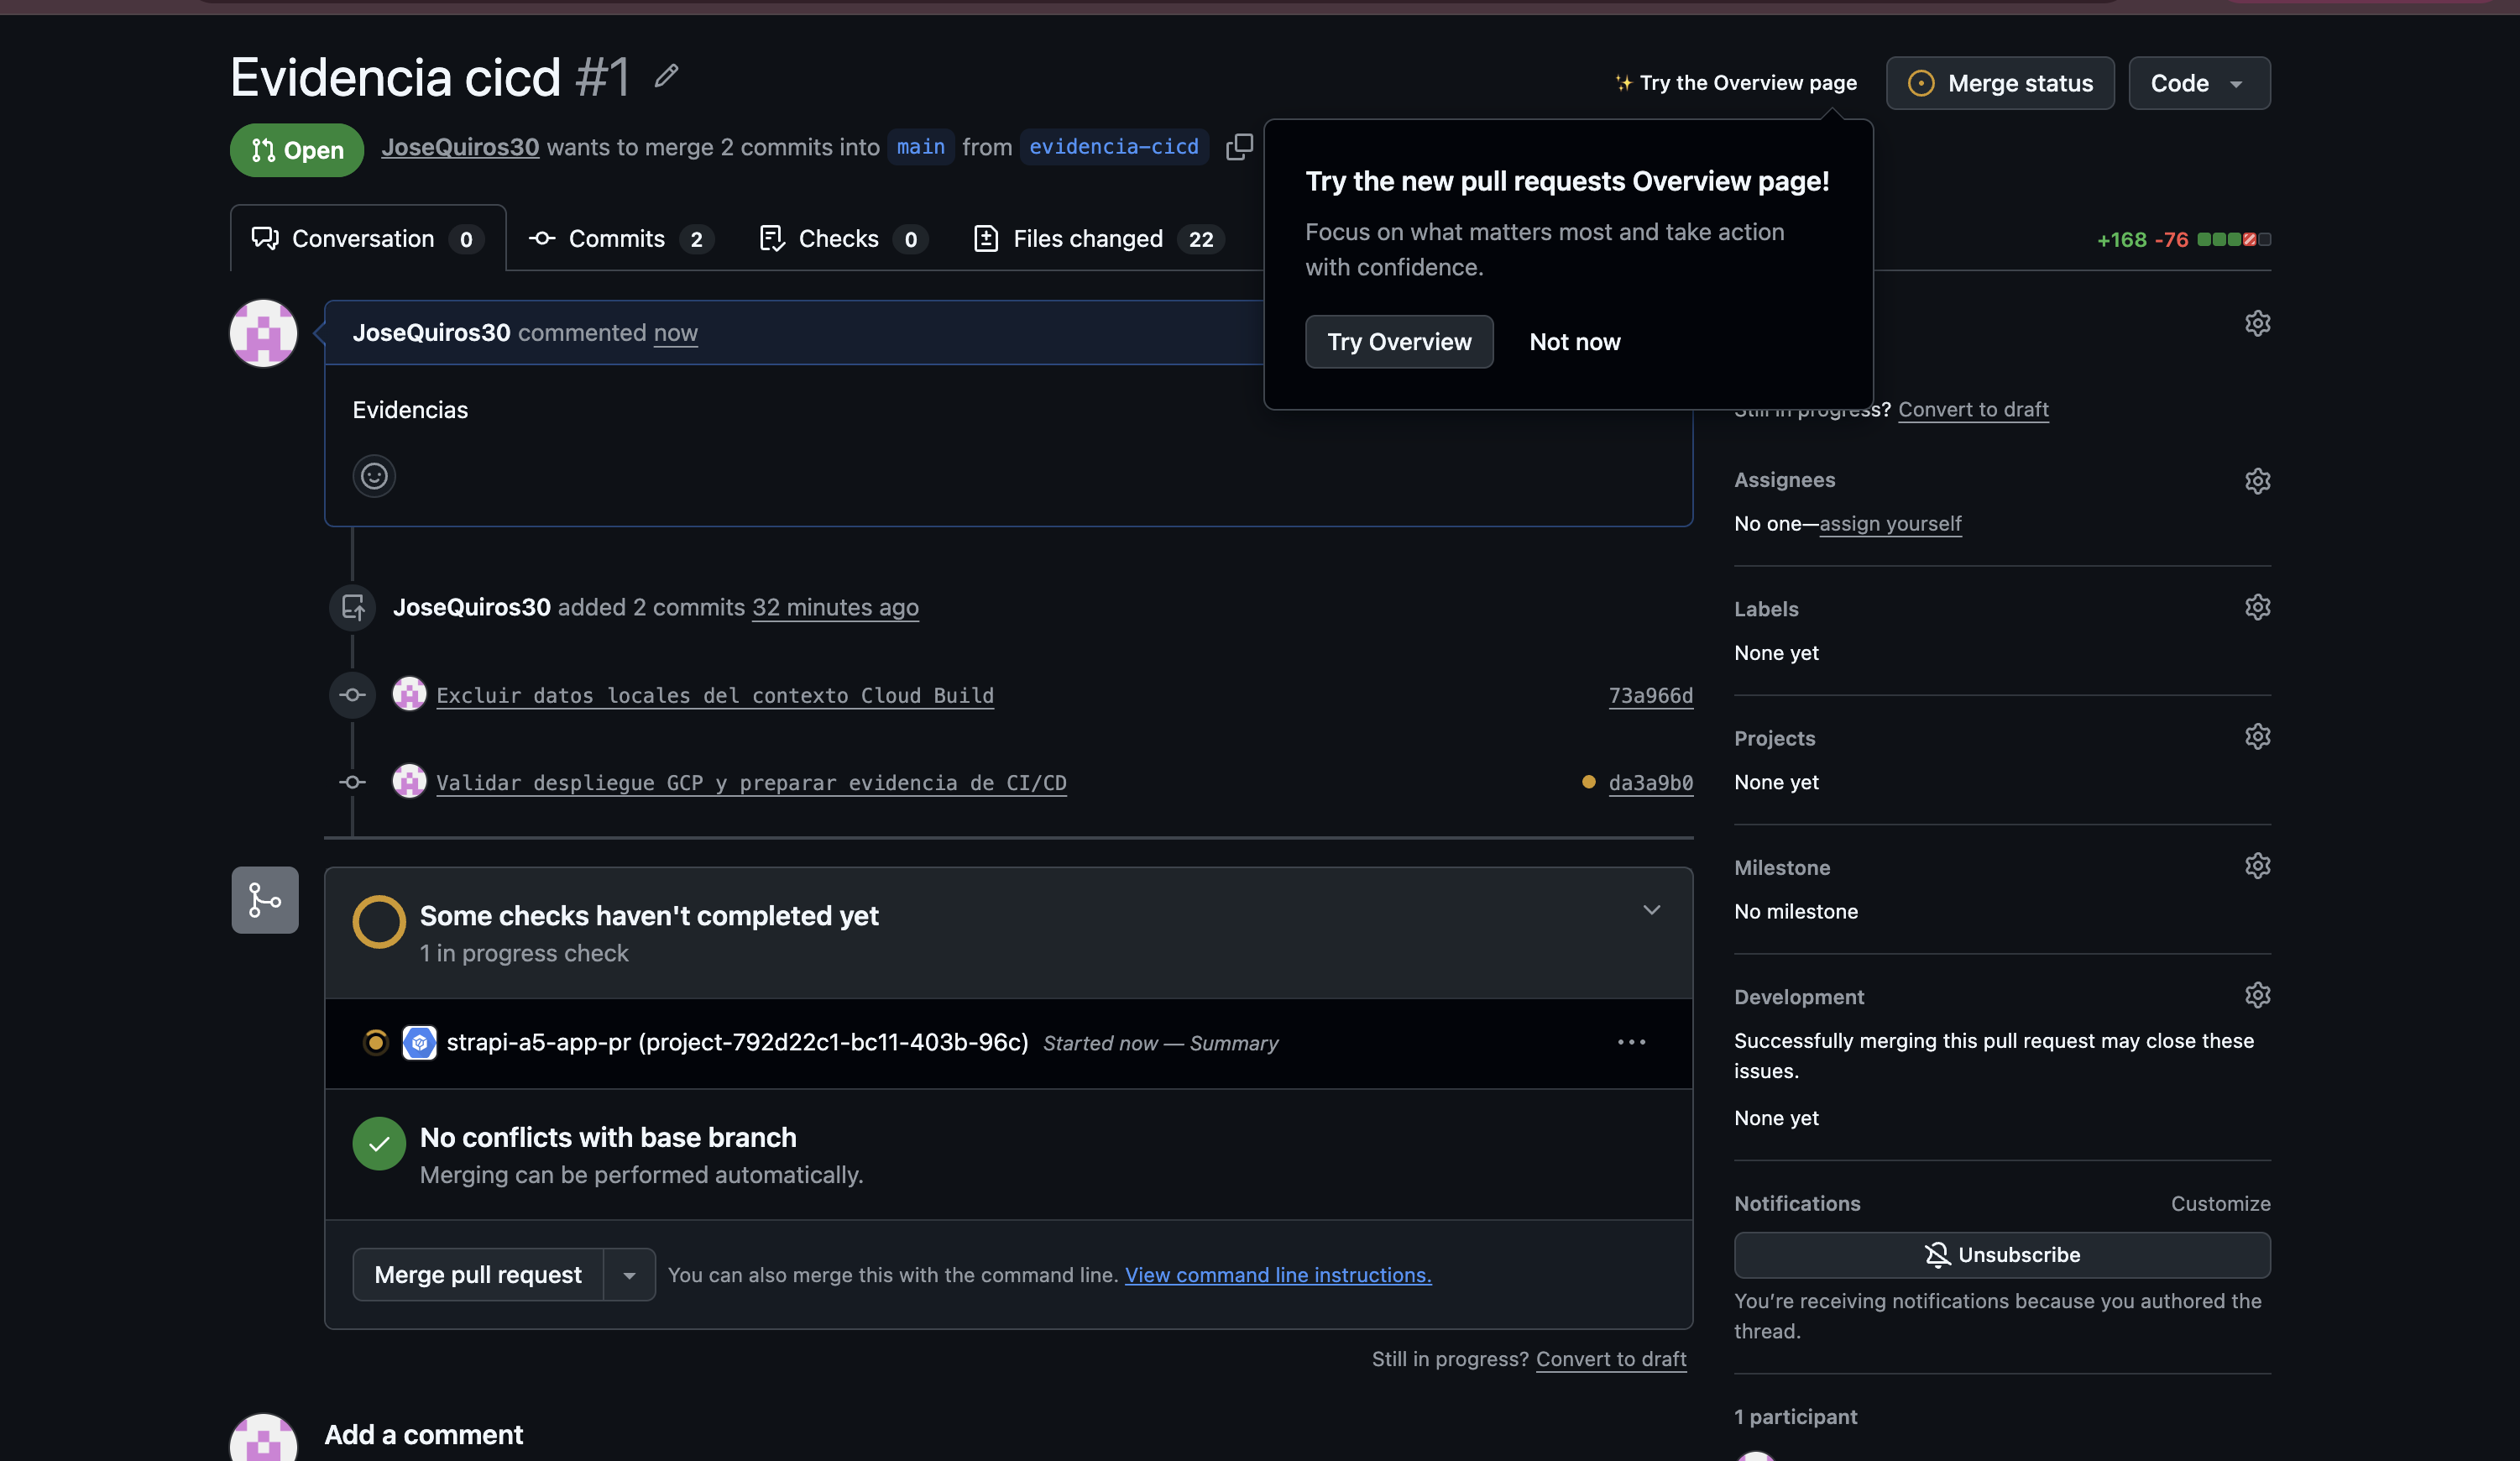 Evidencia cicd #1
✨ Try the Overview page
Merge status
Code
Open
JoseQuiros30 wants to merge 2 commits into main from evidencia-cicd
Try the new pull requests Overview page!
Focus on what matters most and take action
with confidence.
Try Overview
Not now
Conversation 0
Commits 2
Checks 0
Files changed 22
+168 -76
JoseQuiros30 commented now
Evidencias
JoseQuiros30 added 2 commits 32 minutes ago
Excluir datos locales del contexto Cloud Build
73a966d
Validar despliegue GCP y preparar evidencia de CI/CD
da3a9b0
Some checks haven't completed yet
1 in progress check
strapi-a5-app-pr (project-792d22c1-bc11-403b-96c) Started now — Summary
No conflicts with base branch
Merging can be performed automatically.
Merge pull request
You can also merge this with the command line. View command line instructions.
Still in progress? Convert to draft
Add a comment
Still in progress? Convert to draft
Assignees
No one—assign yourself
Labels
None yet
Projects
None yet
Milestone
No milestone
Development
Successfully merging this pull request may close these
issues.
None yet
Notifications
Customize
Unsubscribe
You're receiving notifications because you authored the
thread.
1 participant